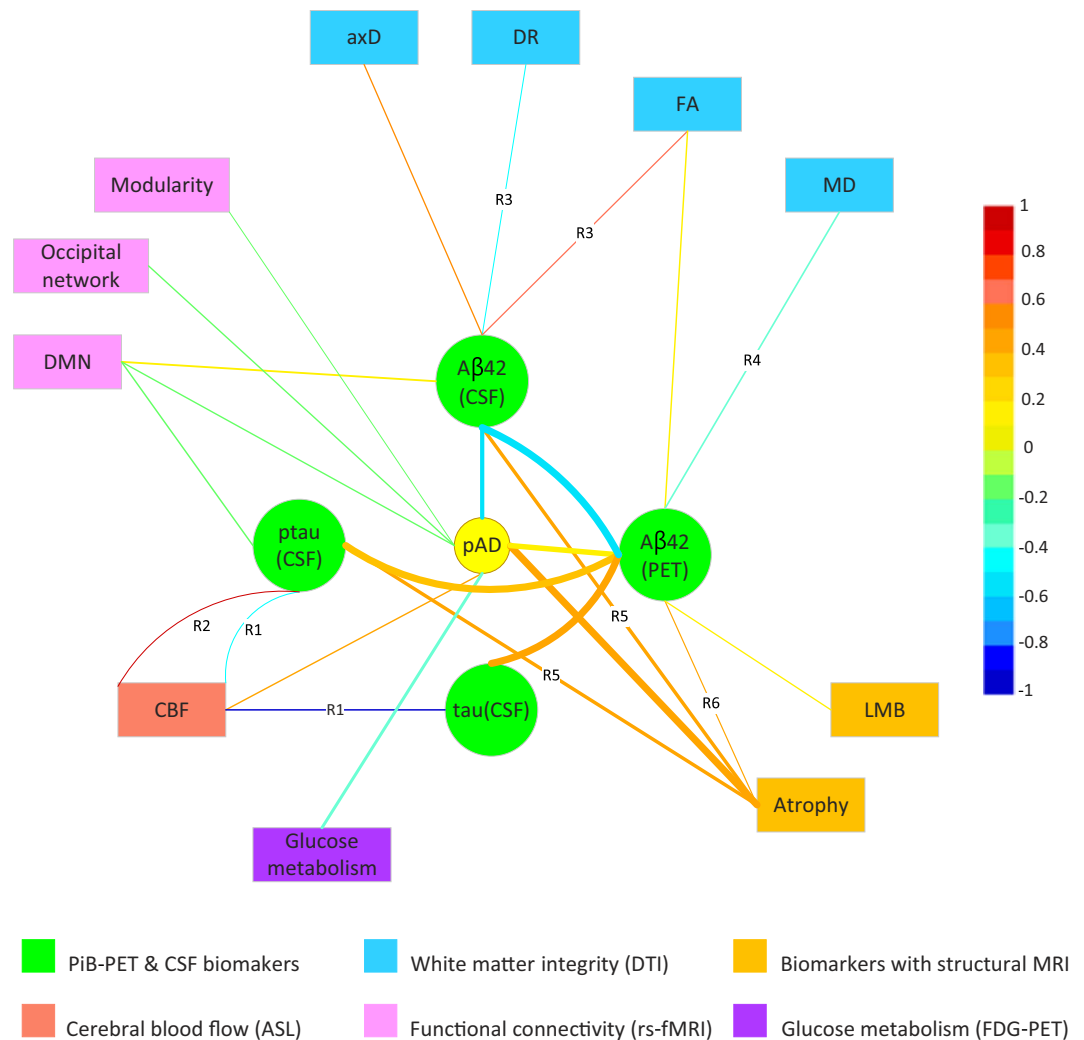 axD
DR
FA
Modularity
MD
R3
R3
Occipital
network
DMN
Aβ42
(CSF)
R4
ptau
(CSF)
pAD
Aβ42
(PET)
R2
R1
R5
R5
CBF
R1
tau(CSF)
R6
LMB
Atrophy
Glucose
metabolism
1
0.8
0.6
0.4
0.2
0
-0.2
-0.4
-0.6
-0.8
-1
PiB-PET & CSF biomakers
White matter integrity (DTI)
Biomarkers with structural MRI
Cerebral blood flow (ASL)
Functional connectivity (rs-fMRI)
Glucose metabolism (FDG-PET)